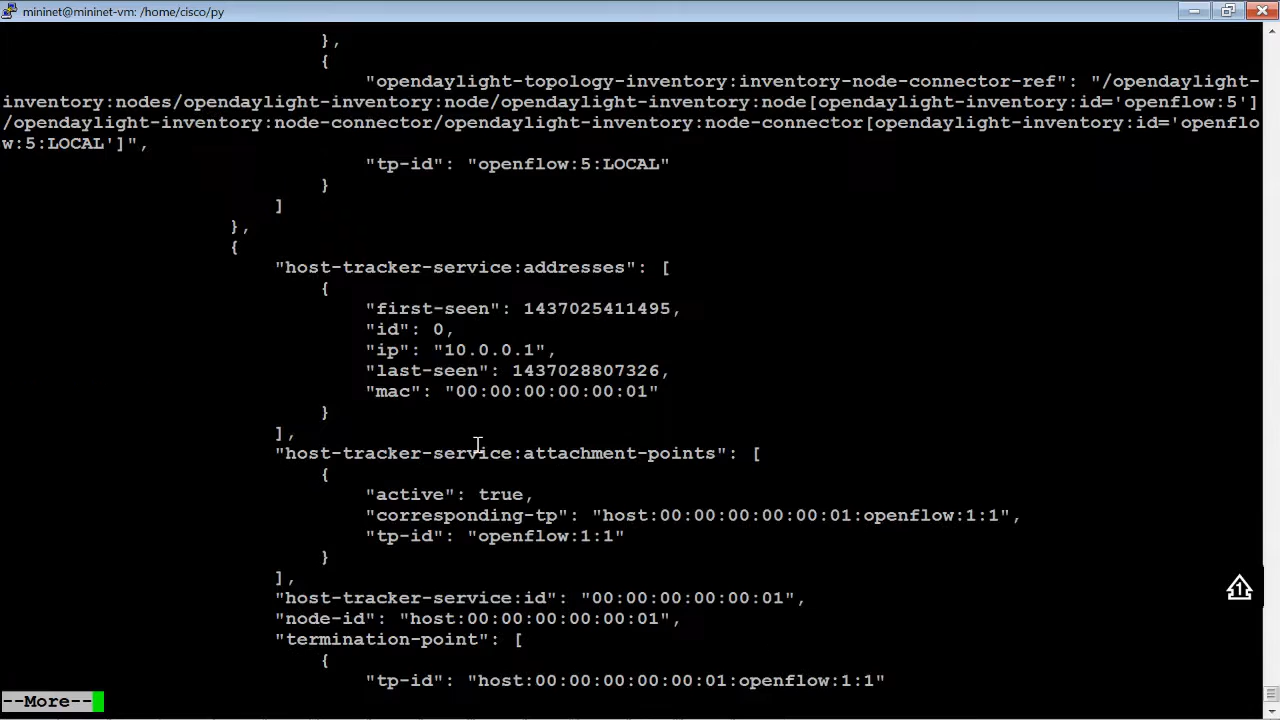 mininet@mininet-vm: /home/cisco/py
},
{
"opendaylight-topology-inventory:inventory-node-connector-ref": "/opendaylight-
inventory:nodes/opendaylight-inventory:node/opendaylight-inventory:node[opendaylight-inventory:id='openflow:5']
/opendaylight-inventory:node-connector/opendaylight-inventory:node-connector[opendaylight-inventory:id='openflo
w:5:LOCAL']",
"tp-id": "openflow:5:LOCAL"
}
]
},
{
"host-tracker-service:addresses": [
{
"first-seen": 1437025411495,
"id": 0,
"ip": "10.0.0.1",
"last-seen": 1437028807326,
"mac": "00:00:00:00:00:01"
}
],
"host-tracker-service:attachment-points": [
{
"active": true,
"corresponding-tp": "host:00:00:00:00:00:01:openflow:1:1",
"tp-id": "openflow:1:1"
}
],
"host-tracker-service:id": "00:00:00:00:00:01",
"node-id": "host:00:00:00:00:00:01",
"termination-point": [
{
"tp-id": "host:00:00:00:00:00:01:openflow:1:1"
--More--